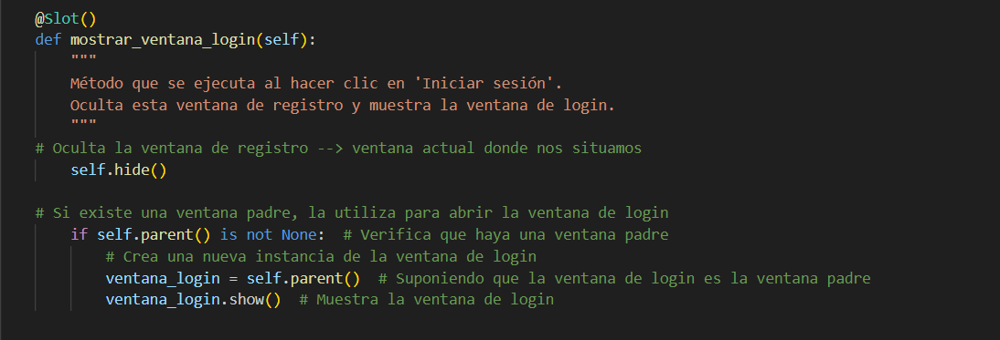 @Slot()
def mostrar_ventana_login(self):
"""
Método que se ejecuta al hacer clic en 'Iniciar sesión'.
Oculta esta ventana de registro y muestra la ventana de login.
"""
# Oculta la ventana de registro --> ventana actual donde nos situamos
self.hide()
# Si existe una ventana padre, la utiliza para abrir la ventana de login
if self.parent() is not None:  # Verifica que haya una ventana padre
# Crea una nueva instancia de la ventana de login
ventana_login = self.parent()  # Suponiendo que la ventana de login es la ventana padre
ventana_login.show()  # Muestra la ventana de login